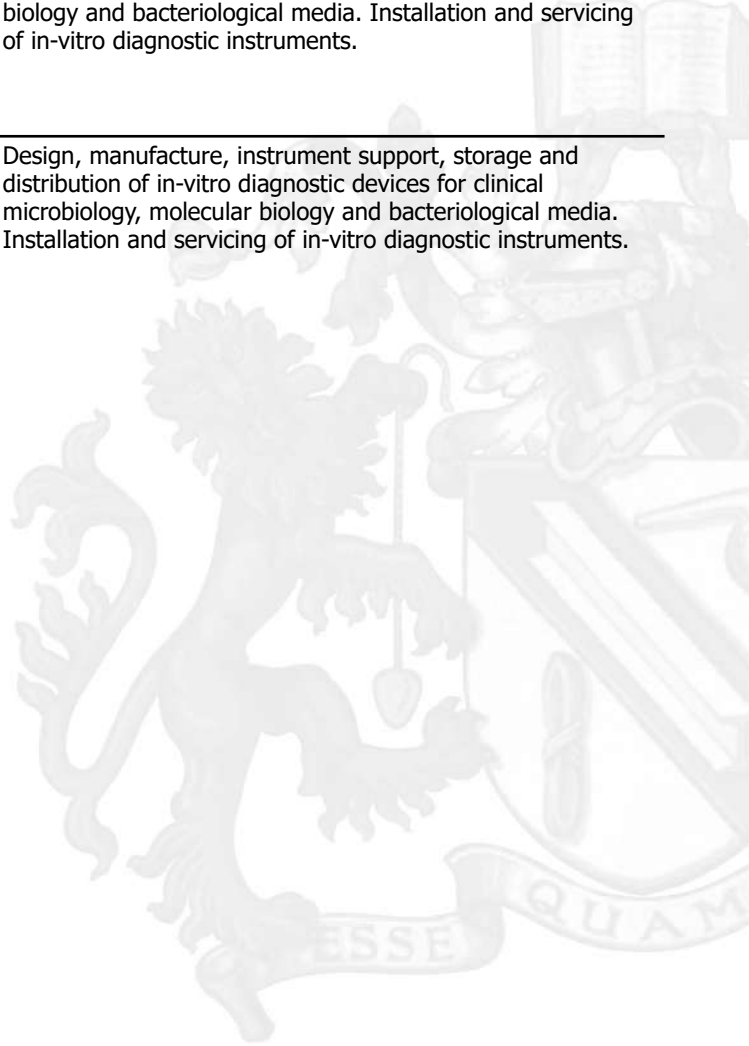 biology and bacteriological media. Installation and servicing
of in-vitro diagnostic instruments.
Design, manufacture, instrument support, storage and
distribution of in-vitro diagnostic devices for clinical
microbiology, molecular biology and bacteriological media.
Installation and servicing of in-vitro diagnostic instruments.
ESSE
QUAM